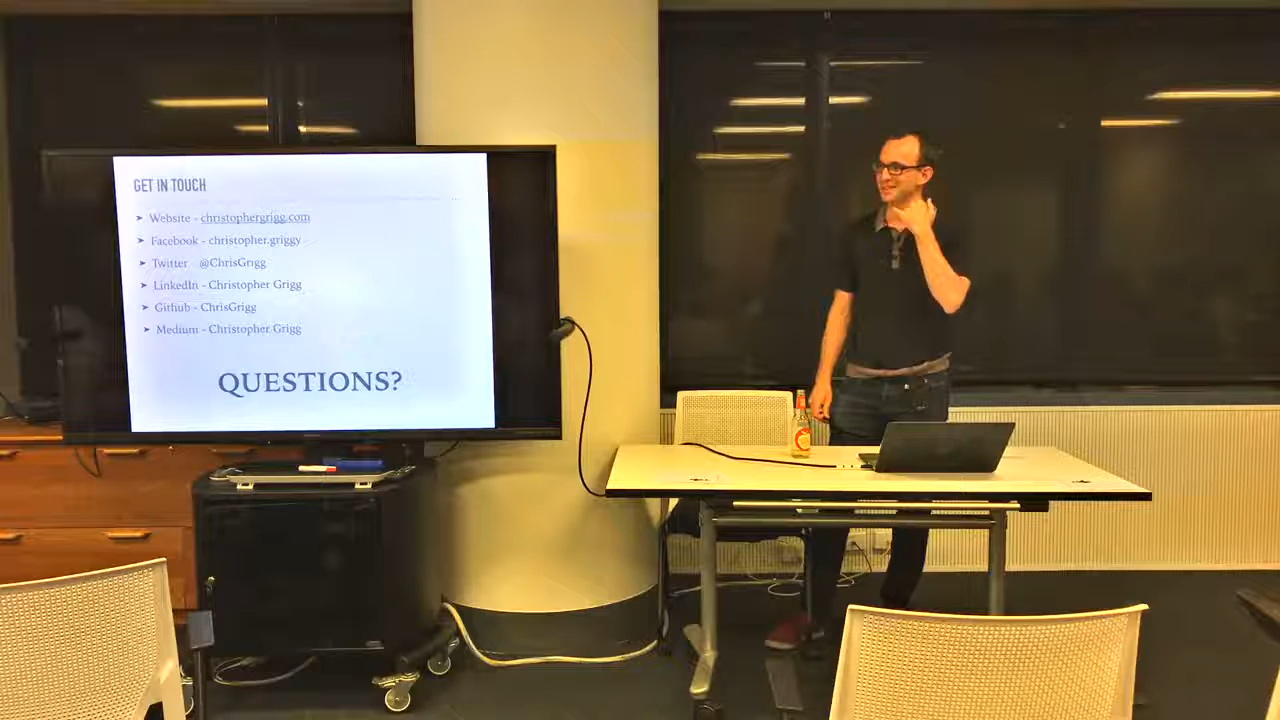 GET IN TOUCH
➤ Website - christophergrigg.com
➤ Facebook - christopher.griggy
➤ Twitter - @ChrisGrigg
➤ LinkedIn - Christopher Grigg
➤ Github - ChrisGrigg
➤ Medium - Christopher Grigg
QUESTIONS?